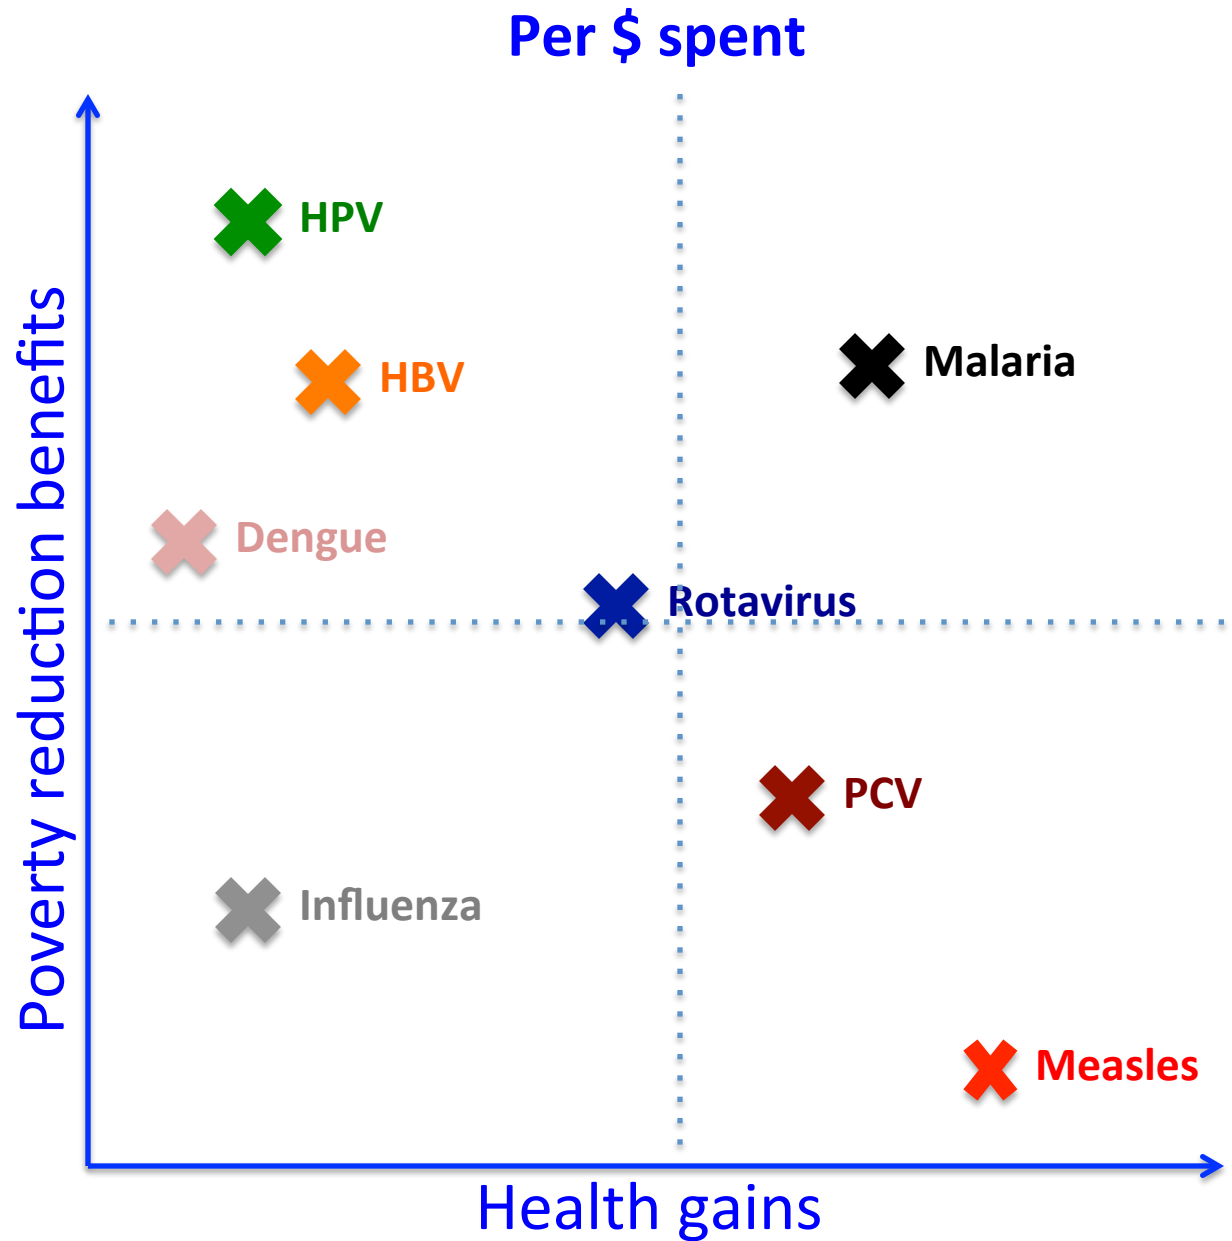 Per $ spent
HPV
Malaria
HBV
Dengue
Rotavirus
PCV
Influenza
Measles
Poverty reduction benefits
Health gains